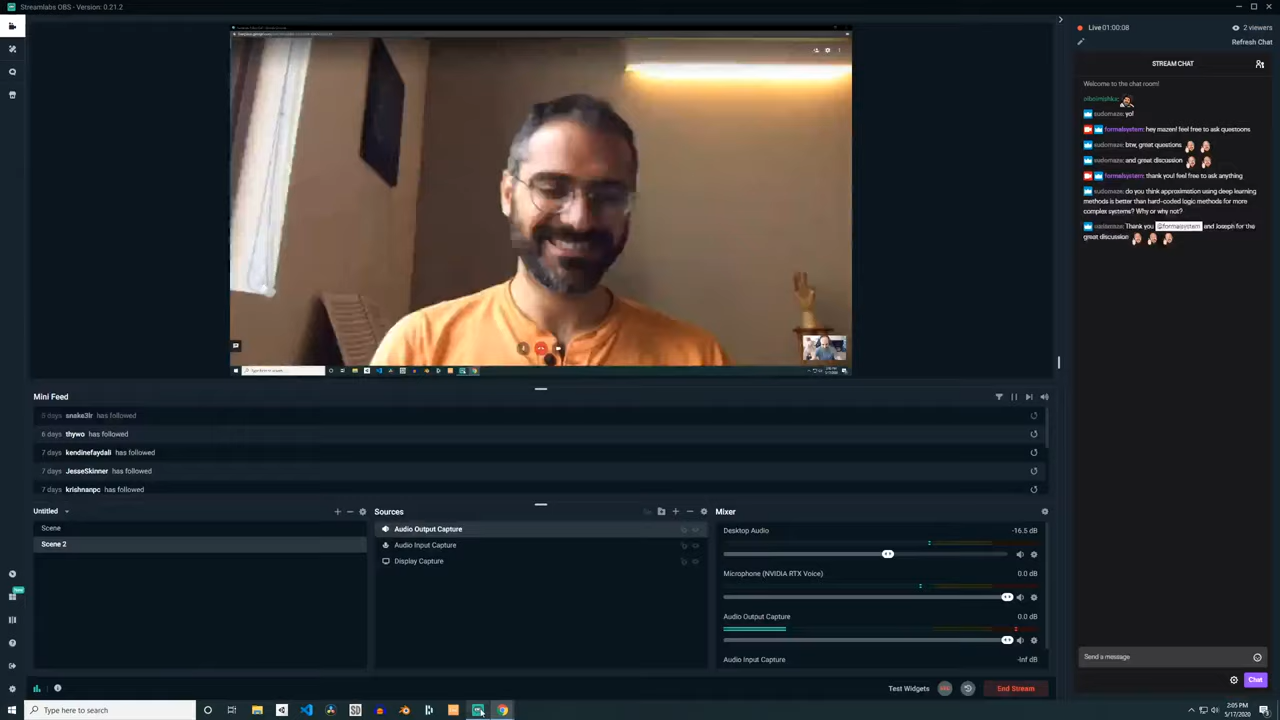 Streamlabs OBS - Version: 0.21.2
Live 01:00:08
2 viewers
Refresh Chat
STREAM CHAT
Welcome to the chat room!
sudomaze: yo!
formalsystem: hey mazen! feel free to ask questoons
sudomaze: btw, great questions
sudomaze: and great discussion
formalsystem: thank you! feel free to ask anything
sudomaze: do you think approximation using deep learning
methods is better than hard-coded logic methods for more
complex systems? Why or why not?
sudomaze: Thank you @formalsystem and Joseph for the
great discussion
Type here to search
Mini Feed
5 days snake3lr has followed
6 days thywo has followed
7 days kendinefaydali has followed
7 days JesseSkinner has followed
7 days krishnanpc has followed
Untitled
Scene
Scene 2
Sources
Audio Output Capture
Audio Input Capture
Display Capture
Mixer
Desktop Audio -16.5 dB
Microphone (NVIDIA RTX Voice) 0.0 dB
Audio Output Capture 0.0 dB
Audio Input Capture -Inf dB
New
Send a message
Chat
Test Widgets
REC
End Stream
Type here to search
SD
2:05 PM
5/17/2020